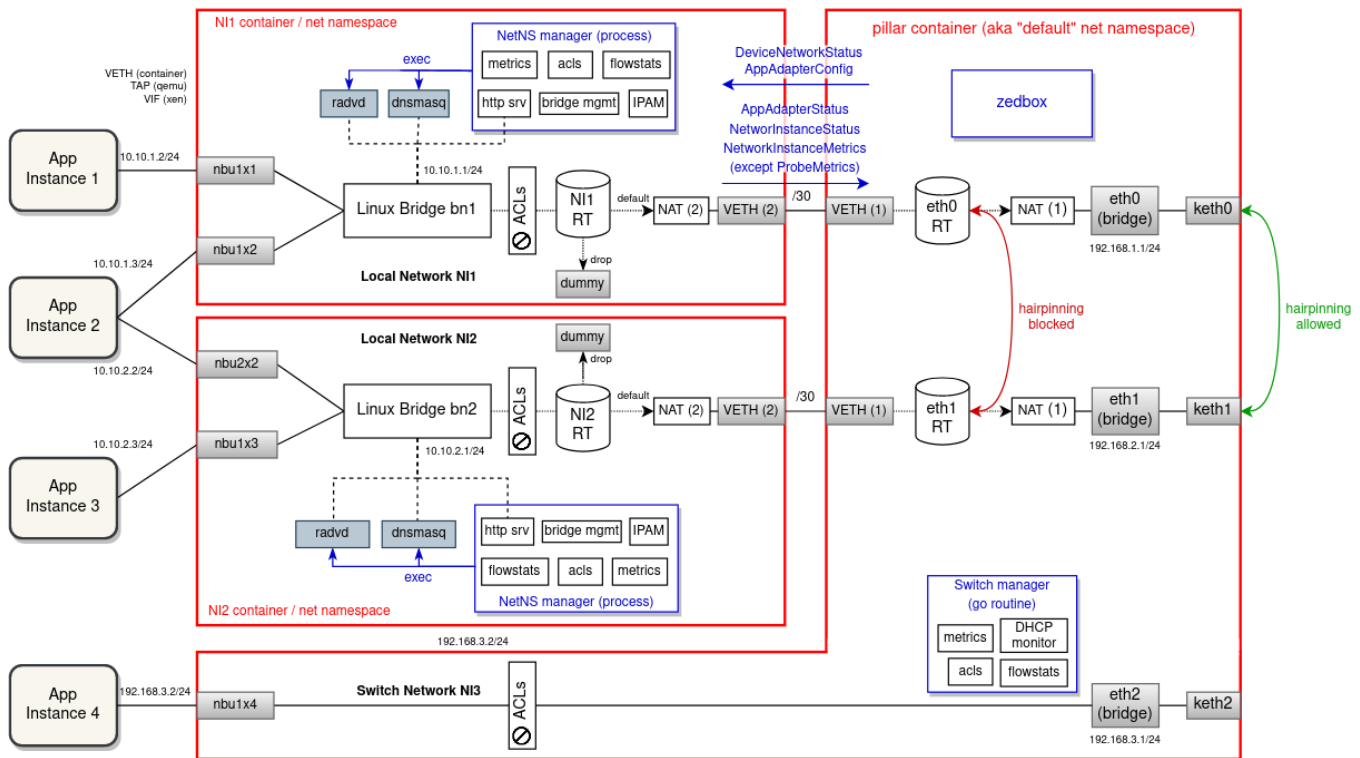 NI1 container / net namespace
VETH (container)
TAP (qemu)
VIF (xen)
NetNS manager (process)
metrics
acls
flowstats
http srv
bridge mgmt
IPAM
exec
radvd
dnsmasq
DeviceNetworkStatus
AppAdapterConfig
AppAdapterStatus
NetworInstanceStatus
NetworkInstanceMetrics
(except ProbeMetrics)
pillar container (aka "default" net namespace)
zedbox
App
Instance 1
10.10.1.2/24
nbu1x1
10.10.1.1/24
Linux Bridge bn1
ACLs
NI1
RT
default
NAT (2)
VETH (2)
/30
VETH (1)
eth0
RT
NAT (1)
eth0
(bridge)
192.168.1.1/24
keth0
nbu1x2
10.10.1.3/24
Local Network NI1
drop
dummy
App
Instance 2
10.10.2.2/24
hairpinning
blocked
hairpinning
allowed
Local Network NI2
dummy
drop
nbu2x2
Linux Bridge bn2
ACLs
NI2
RT
default
NAT (2)
VETH (2)
/30
VETH (1)
eth1
RT
NAT (1)
eth1
(bridge)
192.168.2.1/24
keth1
10.10.2.3/24
nbu1x3
10.10.2.1/24
App
Instance 3
radvd
dnsmasq
exec
http srv
bridge mgmt
IPAM
flowstats
acls
metrics
NetNS manager (process)
NI2 container / net namespace
Switch manager
(go routine)
metrics
DHCP
monitor
acls
flowstats
192.168.3.2/24
App
Instance 4
192.168.3.2/24
nbu1x4
Switch Network NI3
ACLs
eth2
(bridge)
192.168.3.1/24
keth2